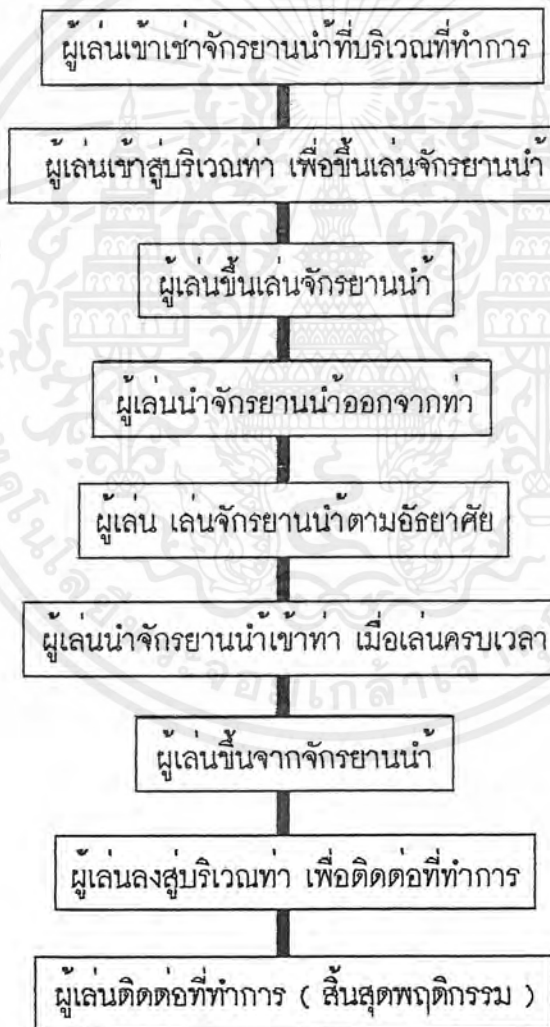 ผู้เล่นเข้าเช่าจักรยานน้ำที่บริเวณที่ทำการ
ผู้เล่นเข้าสู่บริเวณท่า เพื่อขึ้นเล่นจักรยานน้ำ
ผู้เล่นขึ้นเล่นจักรยานน้ำ
ผู้เล่นนำจักรยานน้ำออกจากท่า
ผู้เล่น เล่นจักรยานน้ำตามอัธยาศัย
ผู้เล่นนำจักรยานน้ำเข้าท่า เมื่อเล่นครบเวลา
ผู้เล่นขึ้นจากจักรยานน้ำ
ผู้เล่นลงสู่บริเวณท่า เพื่อติดต่อที่ทำการ
ผู้เล่นติดต่อที่ทำการ ( สิ้นสุดพฤติกรรม )